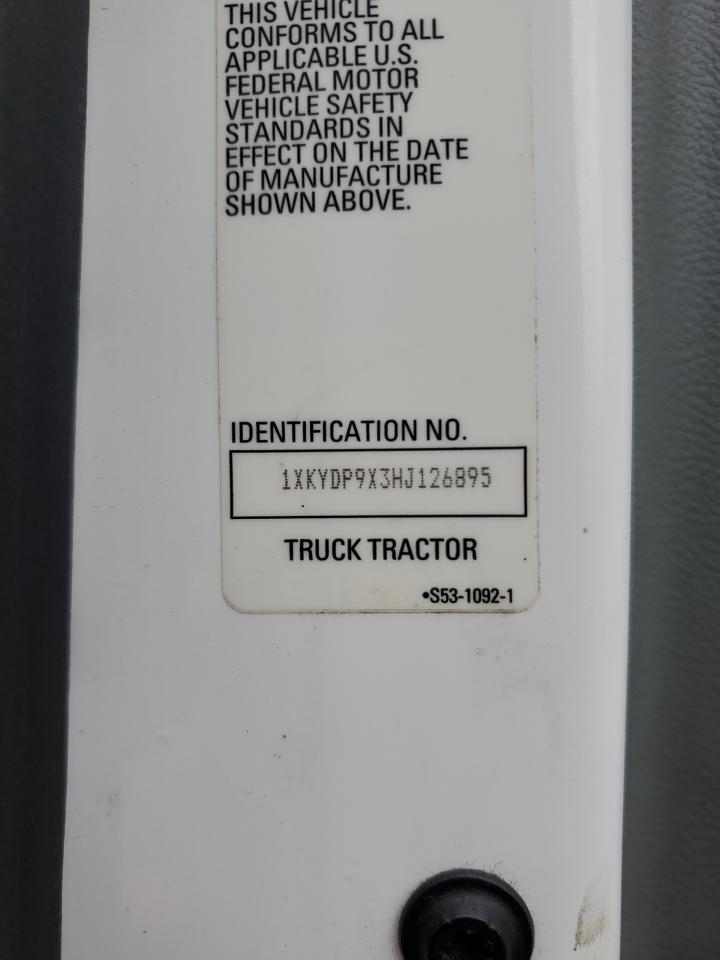 THIS VEHICLE
CONFORMS TO ALL
APPLICABLE U.S.
FEDERAL MOTOR
VEHICLE SAFETY
STANDARDS IN
EFFECT ON THE DATE
OF MANUFACTURE
SHOWN ABOVE.
IDENTIFICATION NO.
1XKYDP9X3HJ126895
TRUCK TRACTOR
•S53-1092-1